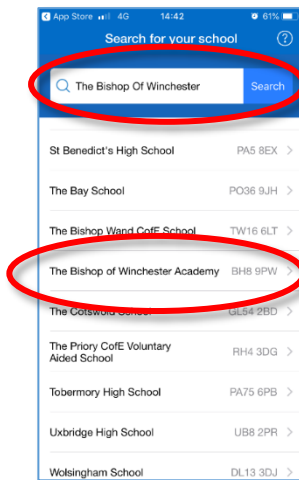 App Store 4G 14:42 61%
Search for your school ?
The Bishop Of Winchester Search
St Benedict's High School PA5 8EX
The Bay School PO36 9JH
The Bishop Wand CofE School TW16 6LT
The Bishop of Winchester Academy BH8 9PW
The Cotswold School GL54 2BD
The Priory CofE Voluntary
Aided School RH4 3DG
Tobermory High School PA75 6PB
Uxbridge High School UB8 2PR
Wolsingham School DL13 3DJ